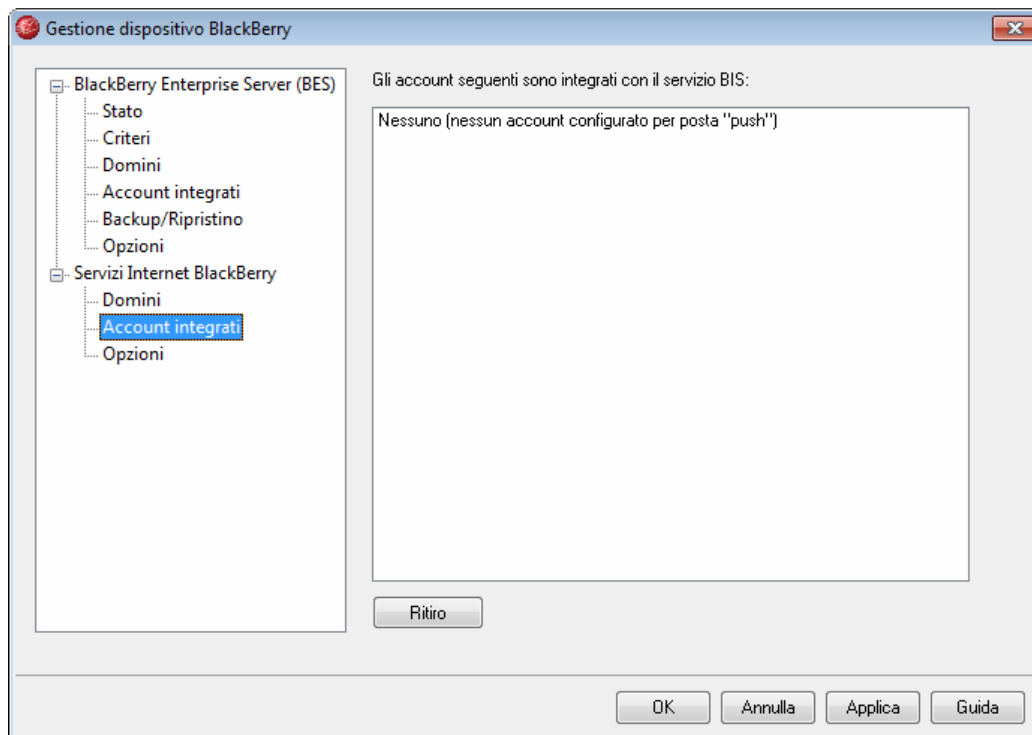 Gestione dispositivo BlackBerry
BlackBerry Enterprise Server (BES)
Stato
Criteri
Domini
Account integrati
Backup/Ripristino
Opzioni
Servizi Internet BlackBerry
Domini
Account integrati
Opzioni
Gli account seguenti sono integrati con il servizio BIS:
Nessuno (nessun account configurato per posta "push")
Ritiro
OK Annulla Applica Guida